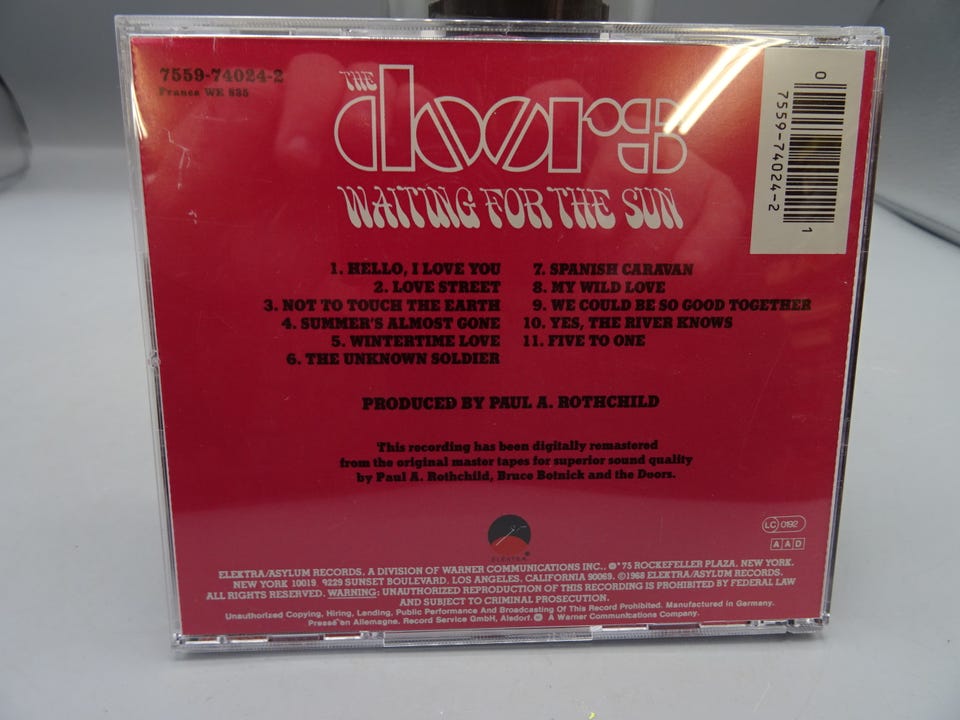 7559-74024-2
France WE 835
THE
doors
WAITING FOR THE SUN
0 7559-74024-2 1
1. HELLO, I LOVE YOU
2. LOVE STREET
3. NOT TO TOUCH THE EARTH
4. SUMMER'S ALMOST GONE
5. WINTERTIME LOVE
6. THE UNKNOWN SOLDIER
7. SPANISH CARAVAN
8. MY WILD LOVE
9. WE COULD BE SO GOOD TOGETHER
10. YES, THE RIVER KNOWS
11. FIVE TO ONE
PRODUCED BY PAUL A. ROTHCHILD
This recording has been digitally remastered
from the original master tapes for superior sound quality
by Paul A. Rothchild, Bruce Botnick and the Doors.
LC 0192
AAD
ELEKTRA
ELEKTRA/ASYLUM RECORDS. A DIVISION OF WARNER COMMUNICATIONS INC., ®* 75 ROCKEFELLER PLAZA, NEW YORK,
NEW YORK 10019 9229 SUNSET BOULEVARD, LOS ANGELES, CALIFORNIA 90069. ©1968 ELEKTRA/ASYLUM RECORDS.
ALL RIGHTS RESERVED. WARNING: UNAUTHORIZED REPRODUCTION OF THIS RECORDING IS PROHIBITED BY FEDERAL LAW
AND SUBJECT TO CRIMINAL PROSECUTION.
Unauthorized Copying, Hiring, Lending, Public Performance And Broadcasting Of This Record Prohibited. Manufactured in Germany.
Pressé en Allemagne. Record Service GmbH, Alsdorf. A Warner Communications Company.